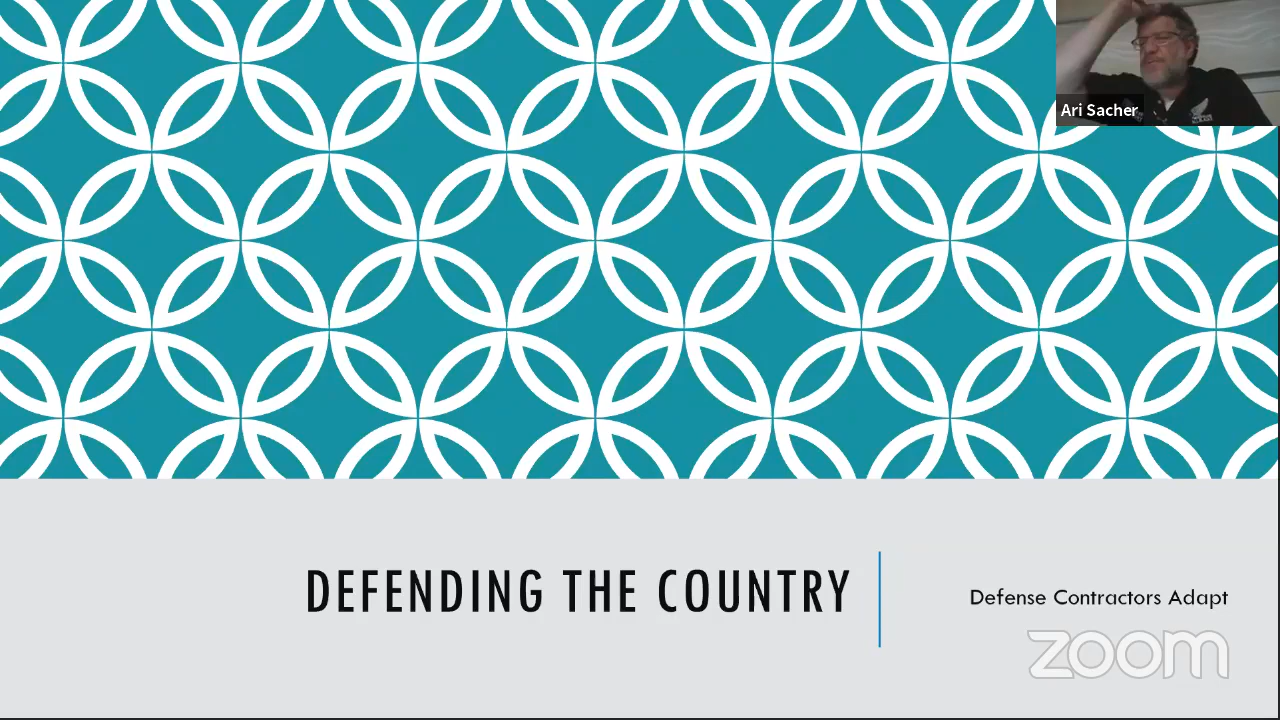 Ari Sacher
DEFENDING THE COUNTRY
Defense Contractors Adapt
zoom